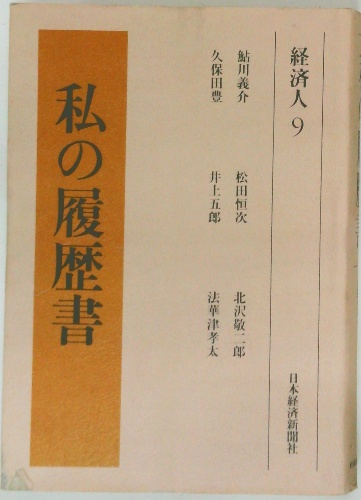 経済人 9
鮎川義介 松田恒次 北沢敬二郎
久保田豊 井上五郎 法華津孝太
私の履歴書
日本経済新聞社